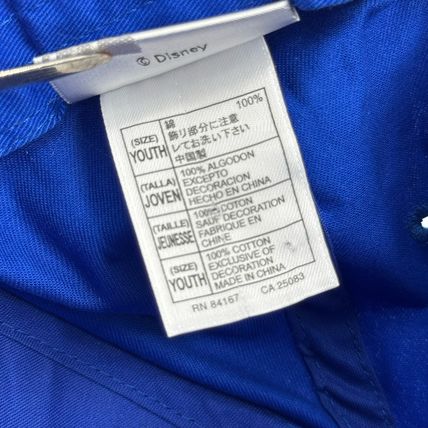 © Disney
(SIZE)
YOUTH
綿 100%
飾り部分に注意
してお洗い下さい
中国製
(TALLA)
JOVEN
100% ALGODON
EXCEPTO
DECORACION
HECHO EN CHINA
(TAILLE)
JEUNESSE
100% COTON
SAUF DECORATION
FABRIQUE EN
CHINE
(SIZE)
YOUTH
100% COTTON
EXCLUSIVE OF
DECORATION
MADE IN CHINA
RN 84167 CA 25083